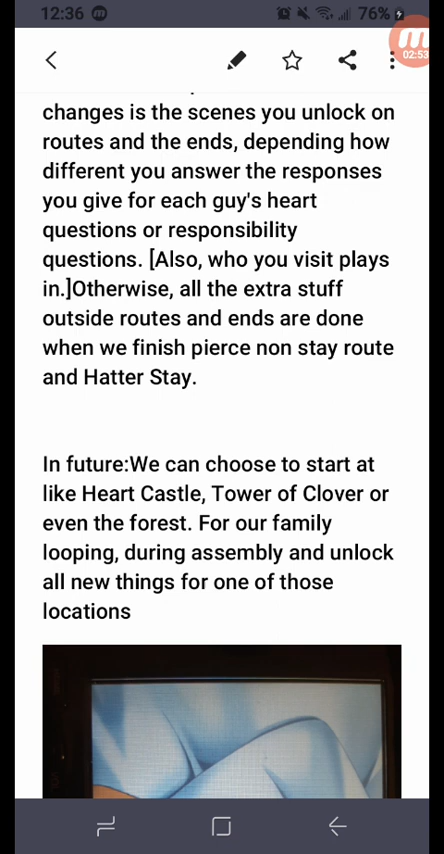 12:36
76%
02:53
changes is the scenes you unlock on
routes and the ends, depending how
different you answer the responses
you give for each guy's heart
questions or responsibility
questions. [Also, who you visit plays
in.]Otherwise, all the extra stuff
outside routes and ends are done
when we finish pierce non stay route
and Hatter Stay.
In future:We can choose to start at
like Heart Castle, Tower of Clover or
even the forest. For our family
looping, during assembly and unlock
all new things for one of those
locations